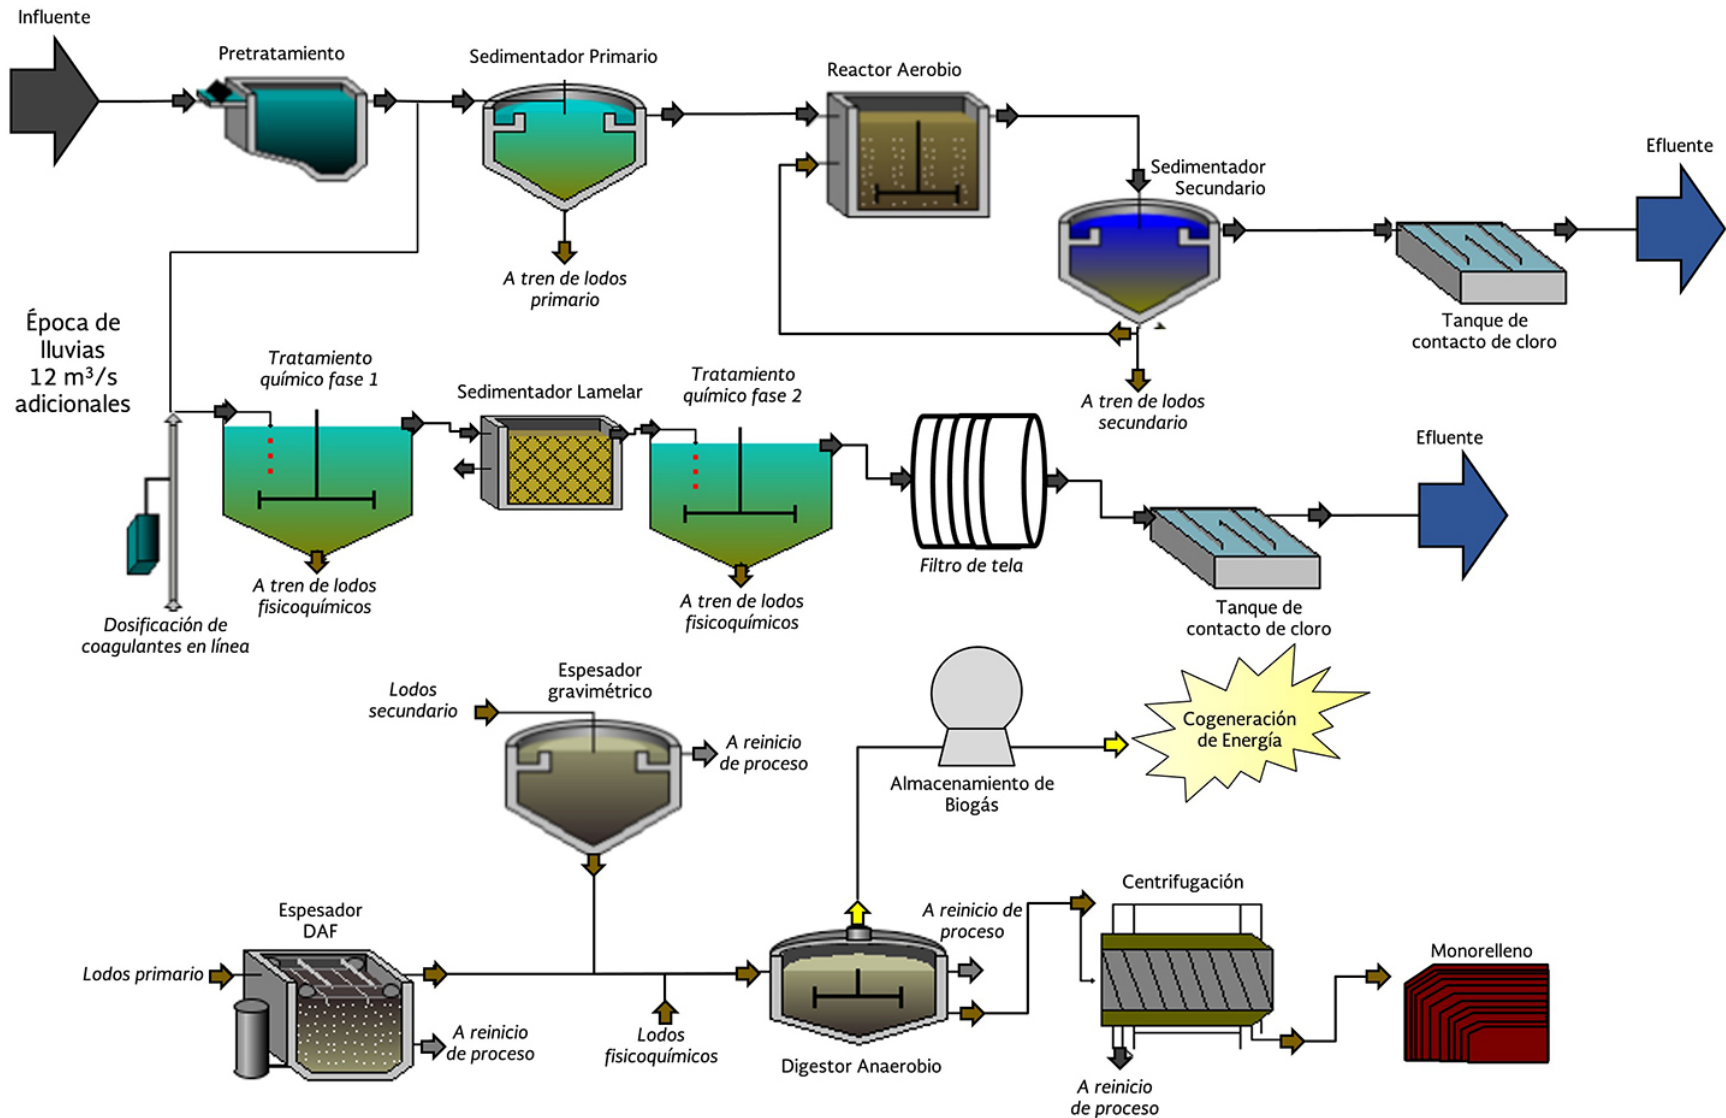 Influente
Pretratamiento
Sedimentador Primario
Reactor Aerobio
Sedimentador
Secundario
Efluente
A tren de lodos
primario
Tanque de
contacto de cloro
A tren de lodos
secundario
Época de
lluvias
12 m³/s
adicionales
Tratamiento
químico fase 1
Sedimentador Lamelar
Tratamiento
químico fase 2
Efluente
Filtro de tela
A tren de lodos
fisicoquímicos
A tren de lodos
fisicoquímicos
Tanque de
contacto de cloro
Dosificación de
coagulantes en línea
Espesador
gravimétrico
Lodos
secundario
A reinicio
de proceso
Almacenamiento de
Biogás
Cogeneración
de Energía
Espesador
DAF
Lodos primario
A reinicio
de proceso
Lodos
fisicoquímicos
Digestor Anaerobio
A reinicio de
proceso
Centrifugación
A reinicio
de proceso
Monorelleno